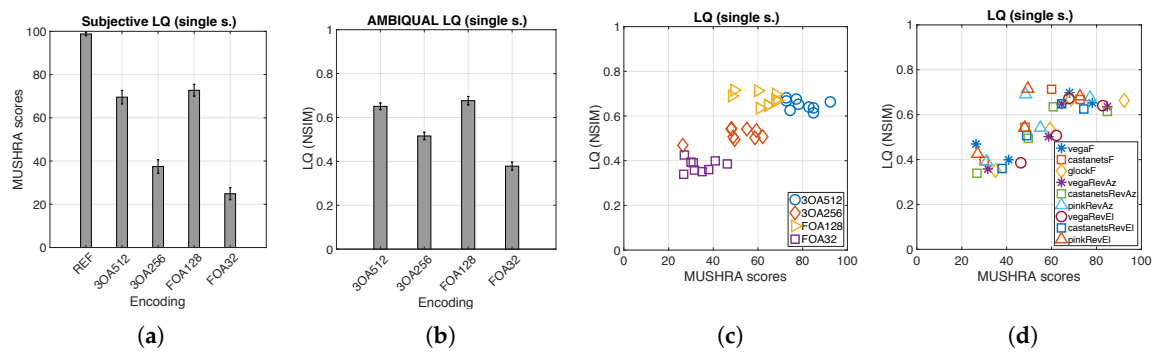 Subjective LQ (single s.)
100
80
60
40
20
0
MUSHRA scores
REF
3OA512
3OA256
FOA128
FOA32
Encoding
(a)
AMBIQUAL LQ (single s.)
1
0.8
0.6
0.4
0.2
0
LQ (NSIM)
3OA512
3OA256
FOA128
FOA32
Encoding
(b)
LQ (single s.)
1
0.8
0.6
0.4
0.2
0
LQ (NSIM)
3OA512
3OA256
FOA128
FOA32
0 20 40 60 80 100
MUSHRA scores
(c)
LQ (single s.)
1
0.8
0.6
0.4
0.2
0
LQ (NSIM)
vegaF
castanetsF
glockF
vegaRevAz
castanetsRevAz
pinkRevAz
vegaRevEl
castanetsRevEl
pinkRevEl
0 20 40 60 80 100
MUSHRA scores
(d)